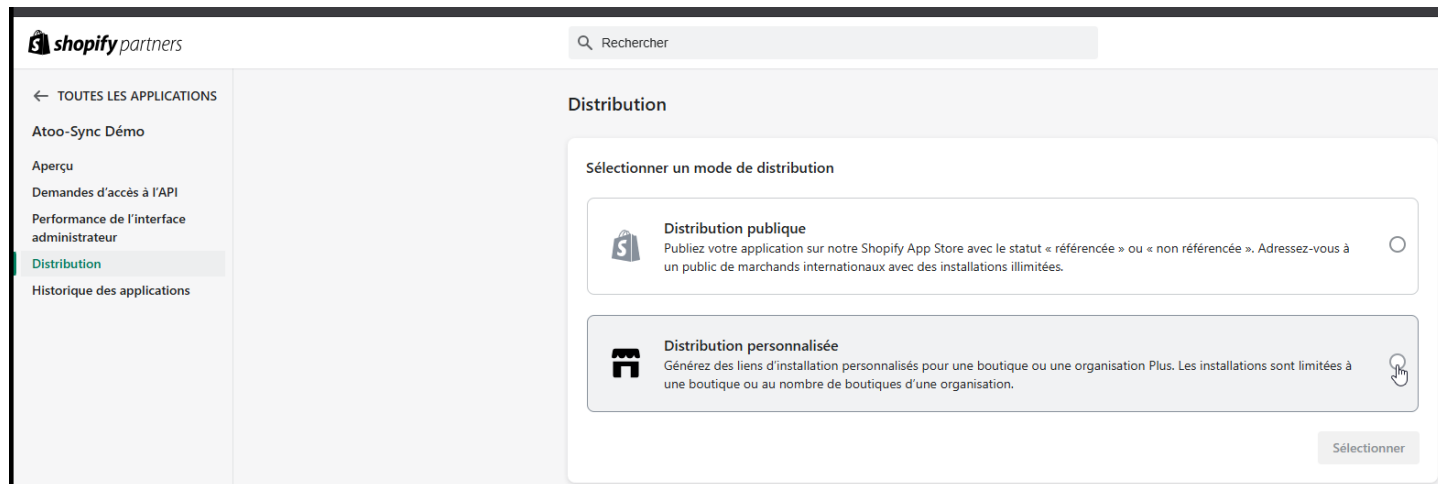 shopify partners
Rechercher
← TOUTES LES APPLICATIONS
Atoo-Sync Démo
Aperçu
Demandes d'accès à l'API
Performance de l'interface
administrateur
Distribution
Historique des applications
Distribution
Sélectionner un mode de distribution
Distribution publique
Publiez votre application sur notre Shopify App Store avec le statut « référencée » ou « non référencée ». Adressez-vous à
un public de marchands internationaux avec des installations illimitées.
Distribution personnalisée
Générez des liens d'installation personnalisés pour une boutique ou une organisation Plus. Les installations sont limitées à
une boutique ou au nombre de boutiques d'une organisation.
Sélectionner